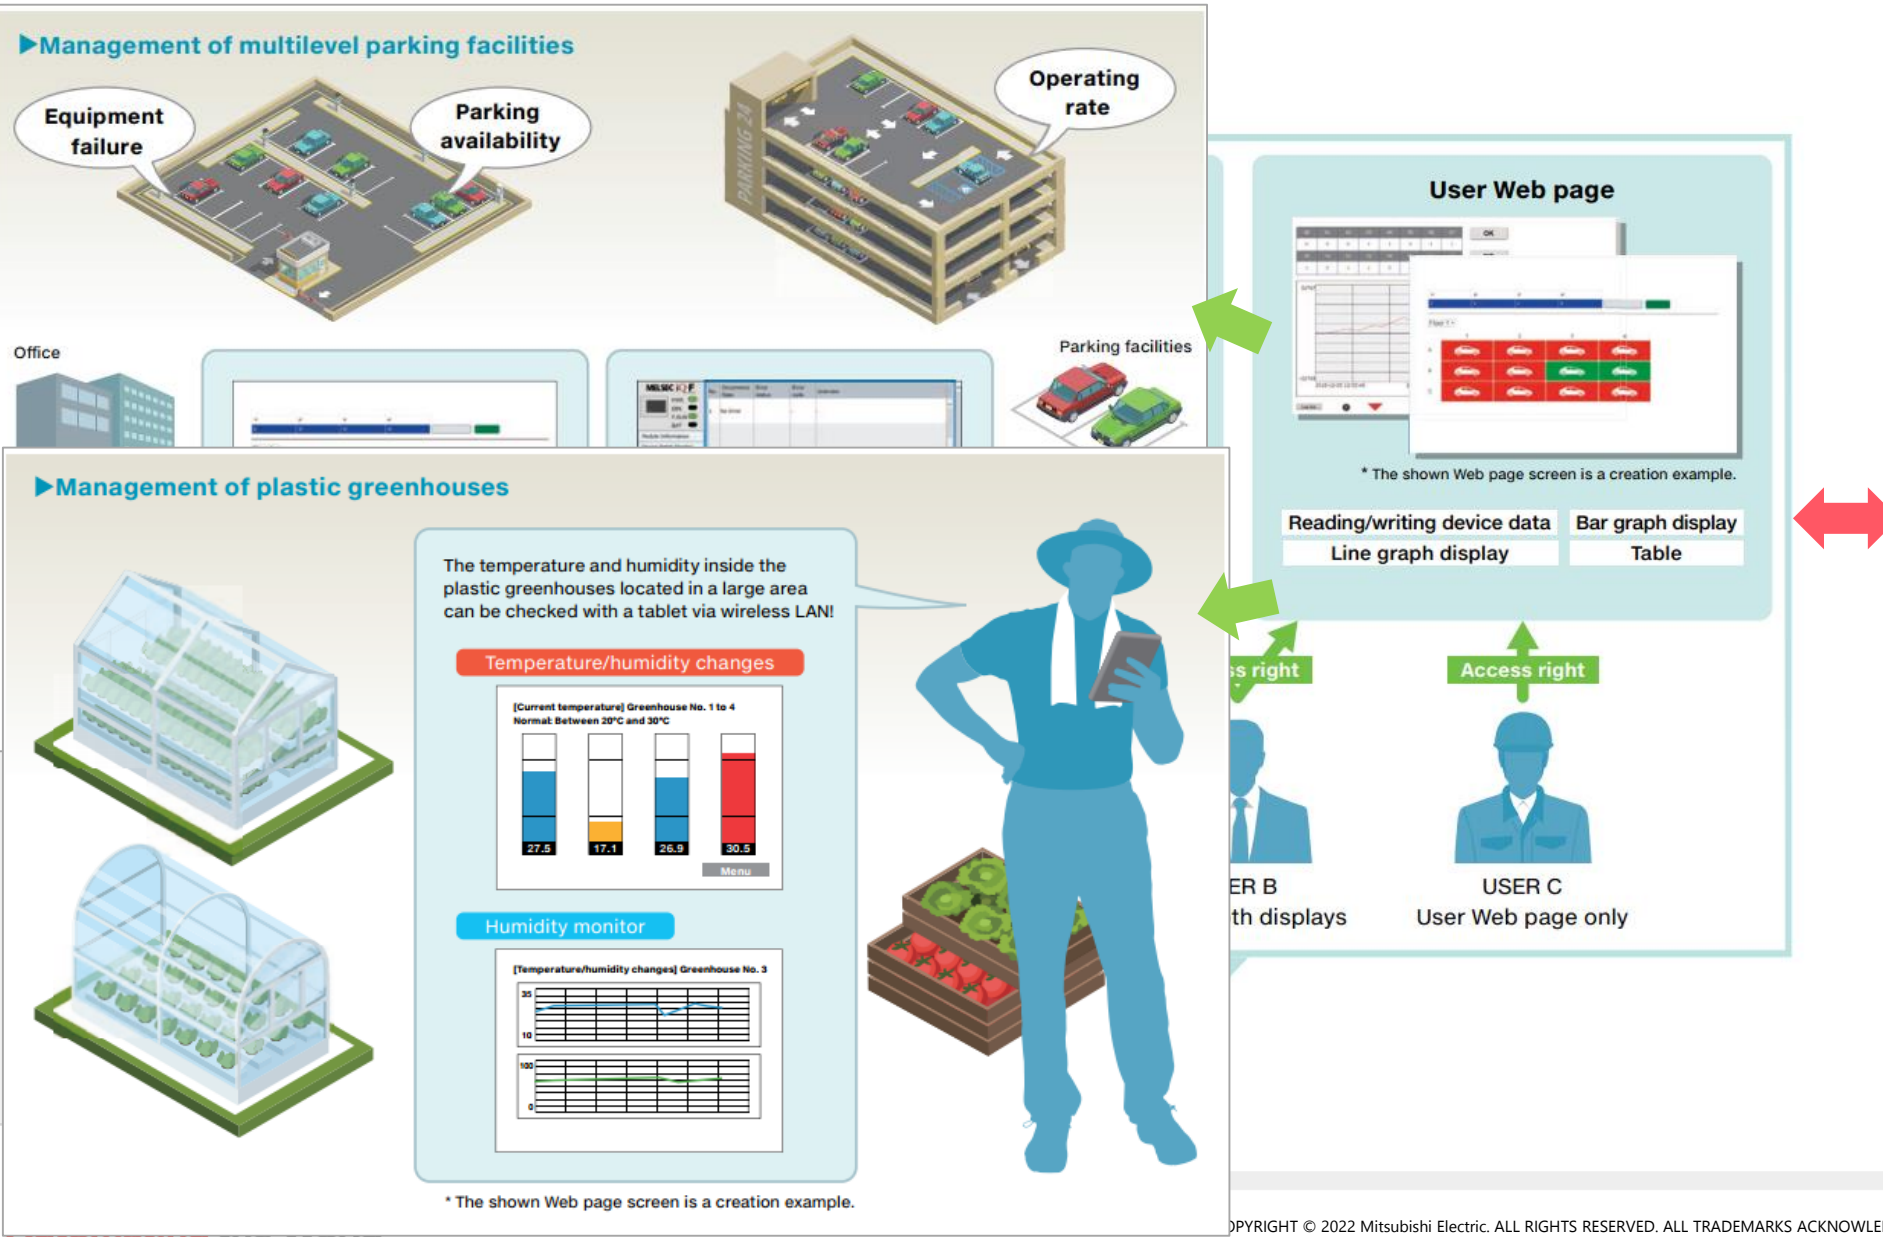 ▶Management of multilevel parking facilities
Equipment
failure
Parking
availability
Operating
rate
PARKING 24
Office
Parking facilities
MELSEC iQ-F
▶Management of plastic greenhouses
The temperature and humidity inside the
plastic greenhouses located in a large area
can be checked with a tablet via wireless LAN!
Temperature/humidity changes
[Current temperature] Greenhouse No. 1 to 4
Normal: Between 20°C and 30°C
27.5 17.1 26.9 30.5
Menu
Humidity monitor
[Temperature/humidity changes] Greenhouse No. 3
35
10
100
0
* The shown Web page screen is a creation example.
User Web page
OK
Floor 1
* The shown Web page screen is a creation example.
Reading/writing device data
Bar graph display
Line graph display
Table
right
Access right
ER B
th displays
USER C
User Web page only
PYRIGHT © 2022 Mitsubishi Electric. ALL RIGHTS RESERVED. ALL TRADEMARKS ACKNOWLE